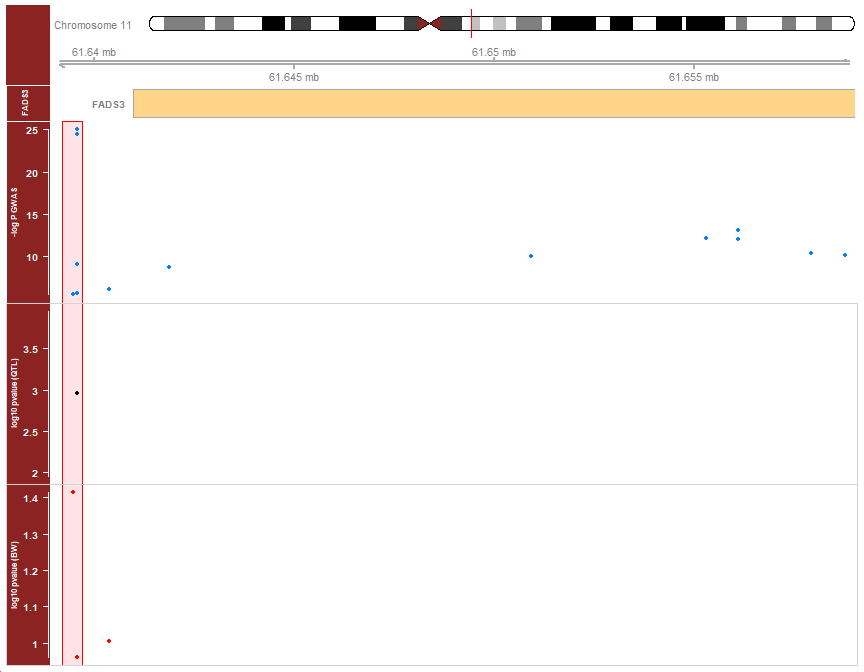 Chromosome 11
61.64 mb
61.65 mb
61.645 mb
61.655 mb
FADS3
FADS3
25
20
15
10
-log P GWAS
3.5
3
2.5
2
log10 pvalue (QTL)
1.4
1.3
1.2
1.1
1
log10 pvalue (BW)